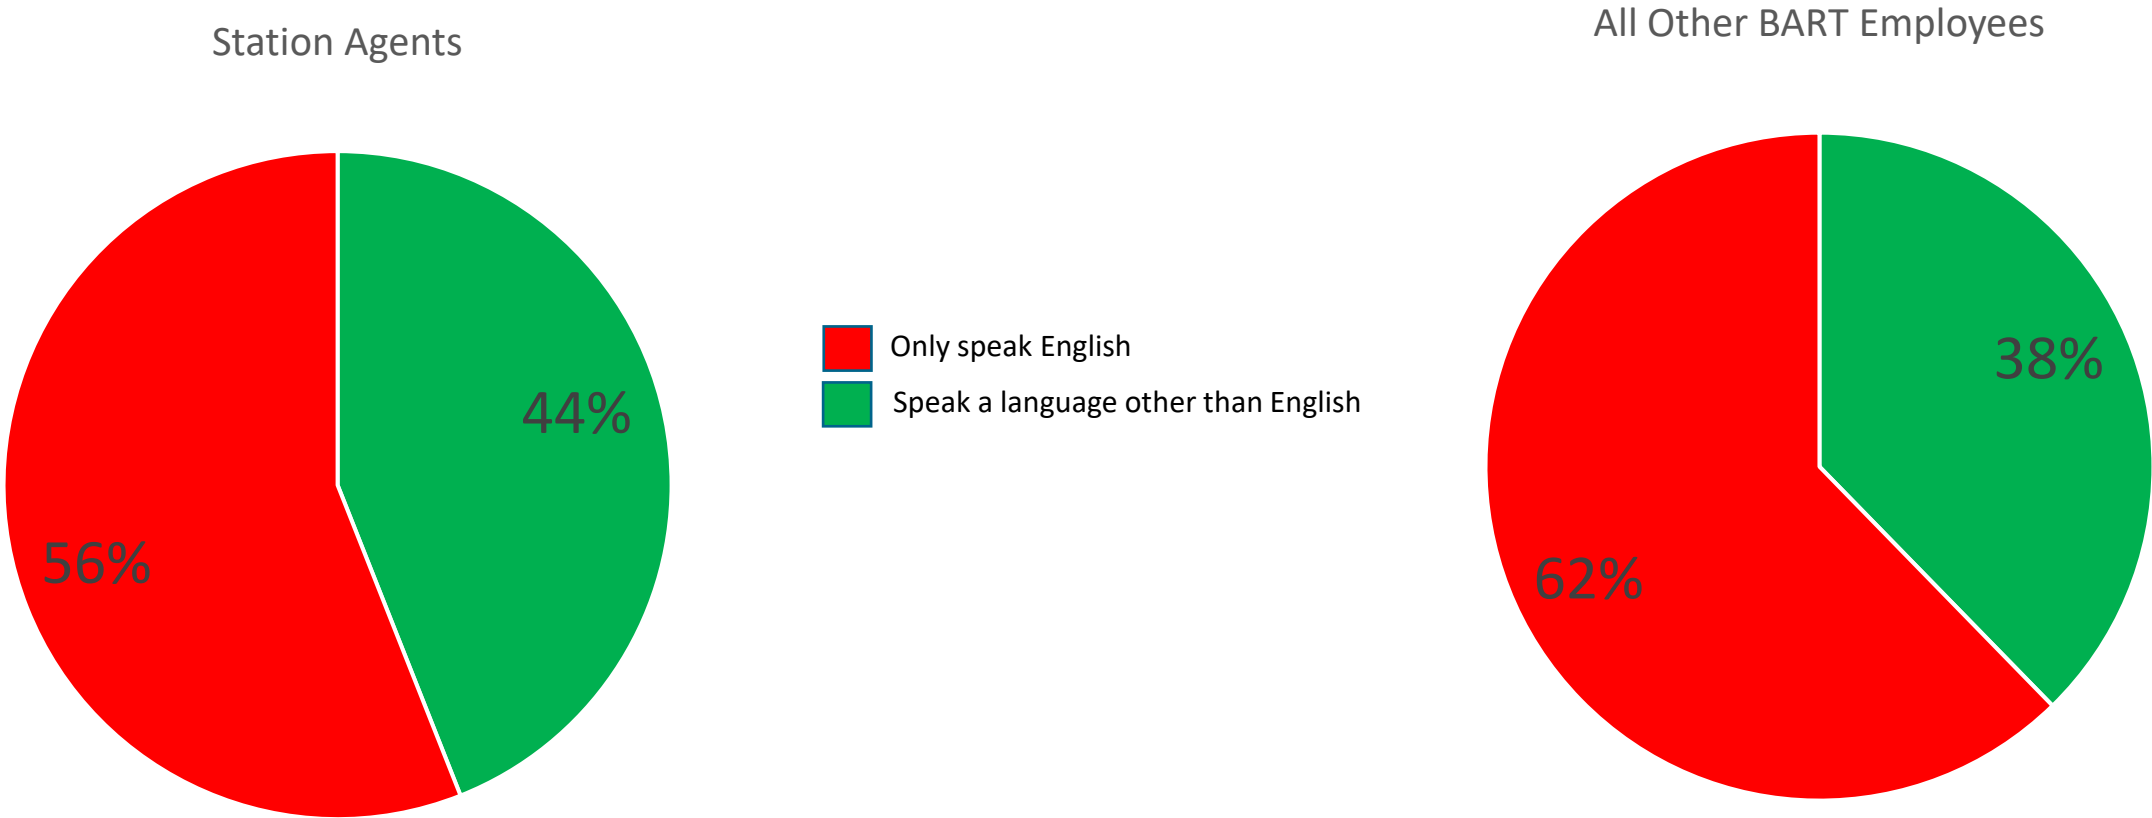 Station Agents
44%
56%
Only speak English
Speak a language other than English
All Other BART Employees
38%
62%